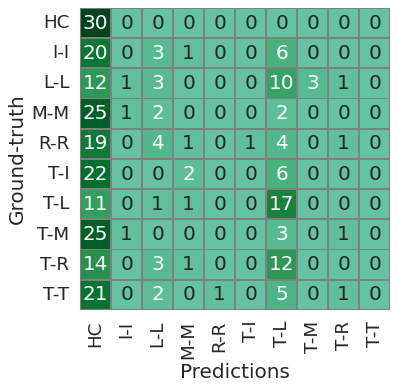 HC 30 0 0 0 0 0 0 0 0 0
I-I 20 0 3 1 0 0 6 0 0 0
L-L 12 1 3 0 0 0 10 3 1 0
M-M 25 1 2 0 0 0 2 0 0 0
R-R 19 0 4 1 0 1 4 0 1 0
T-I 22 0 0 2 0 0 6 0 0 0
T-L 11 0 1 1 0 0 17 0 0 0
T-M 25 1 0 0 0 0 3 0 1 0
T-R 14 0 3 1 0 0 12 0 0 0
T-T 21 0 2 0 1 0 5 0 1 0
Ground-truth
HC I-I L-L M-M R-R T-I T-L T-M T-R T-T
Predictions